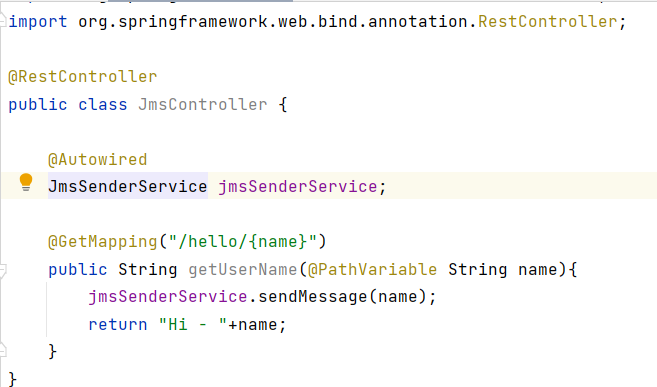 import org.springframework.web.bind.annotation.RestController;
@RestController
public class JmsController {
@Autowired
JmsSenderService jmsSenderService;
@GetMapping("/hello/{name}")
public String getUserName(@PathVariable String name){
jmsSenderService.sendMessage(name);
return "Hi - "+name;
}
}